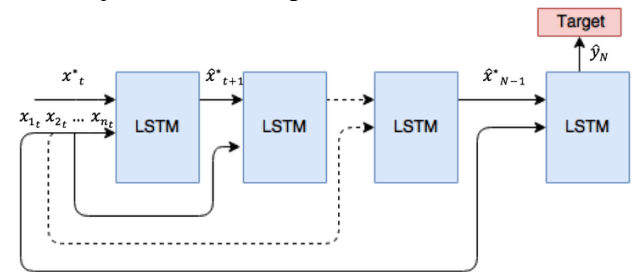 Target
ŷ_N
x*_t x̂*_{t+1} x̂*_{N-1}
x_{1_t} x_{2_t} ... x_{n_t}
LSTM LSTM LSTM LSTM